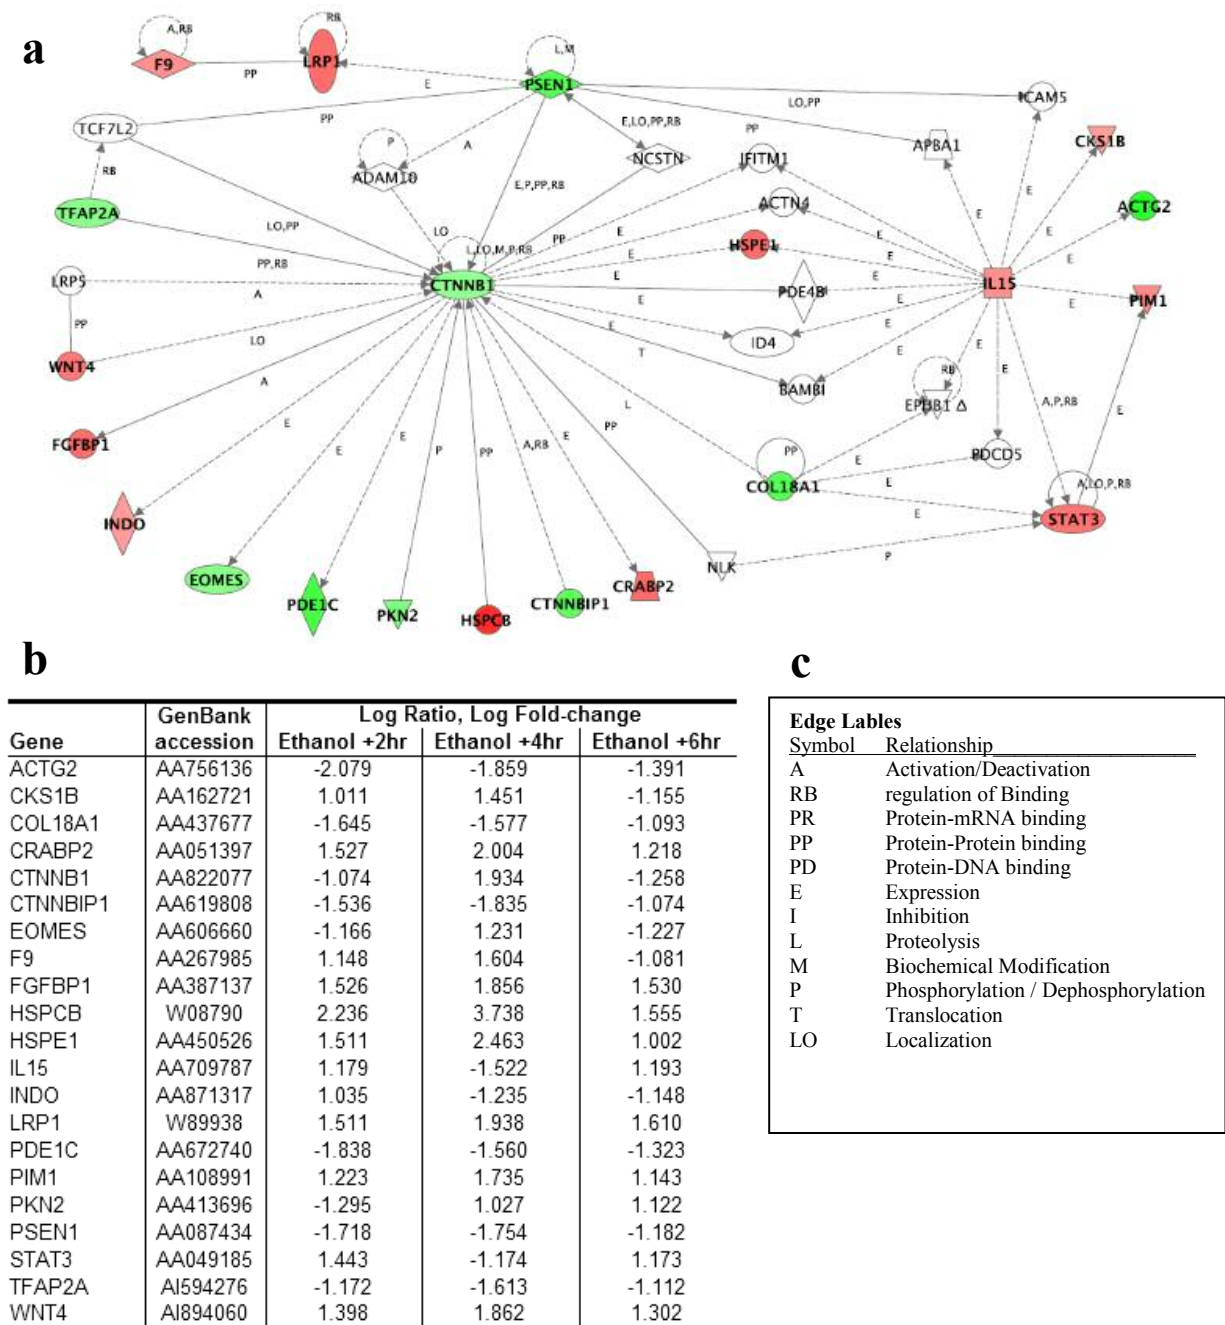 a
A,RB
RB
F9
PP
LRP1
E
L,M
PSEN1
LO,PP
ICAM5
TCF7L2
PP
P
A
E,LO,PP,RB
PP
APBA1
CKS1B
RB
ADAM10
NCSTN
IFITM1
E
E
TFAP2A
E,P,PP,RB
ACTN4
ACTG2
LO,PP
LO
L,LO,M,P,RB
PP
E
E
E
HSPE1
E
E
LRP5
PP,RB
A
CTNNB1
E
PDE4B
E
IL15
E
PIM1
PP
LO
E
E
ID4
E
WNT4
T
E
E
E
A
BAMBI
RB
EPHB1 Δ
A,P,RB
E
FGFBP1
E
L
PP
PDCD5
E
E
E
P
PP
A,RB
E
PP
COL18A1
E
A,LO,P,RB
INDO
E
STAT3
EOMES
NLK
P
PDE1C
PKN2
HSPCB
CTNNBIP1
CRABP2
b
Gene GenBank accession Log Ratio, Log Fold-change
Ethanol +2hr Ethanol +4hr Ethanol +6hr
ACTG2 AA756136 -2.079 -1.859 -1.391
CKS1B AA162721 1.011 1.451 -1.155
COL18A1 AA437677 -1.645 -1.577 -1.093
CRABP2 AA051397 1.527 2.004 1.218
CTNNB1 AA822077 -1.074 1.934 -1.258
CTNNBIP1 AA619808 -1.536 -1.835 -1.074
EOMES AA606660 -1.166 1.231 -1.227
F9 AA267985 1.148 1.604 -1.081
FGFBP1 AA387137 1.526 1.856 1.530
HSPCB W08790 2.236 3.738 1.555
HSPE1 AA450526 1.511 2.463 1.002
IL15 AA709787 1.179 -1.522 1.193
INDO AA871317 1.035 -1.235 -1.148
LRP1 W89938 1.511 1.938 1.610
PDE1C AA672740 -1.838 -1.560 -1.323
PIM1 AA108991 1.223 1.735 1.143
PKN2 AA413696 -1.295 1.027 1.122
PSEN1 AA087434 -1.718 -1.754 -1.182
STAT3 AA049185 1.443 -1.174 1.173
TFAP2A AI594276 -1.172 -1.613 -1.112
WNT4 AI894060 1.398 1.862 1.302
c
Edge Lables
Symbol Relationship
A Activation/Deactivation
RB regulation of Binding
PR Protein-mRNA binding
PP Protein-Protein binding
PD Protein-DNA binding
E Expression
I Inhibition
L Proteolysis
M Biochemical Modification
P Phosphorylation / Dephosphorylation
T Translocation
LO Localization